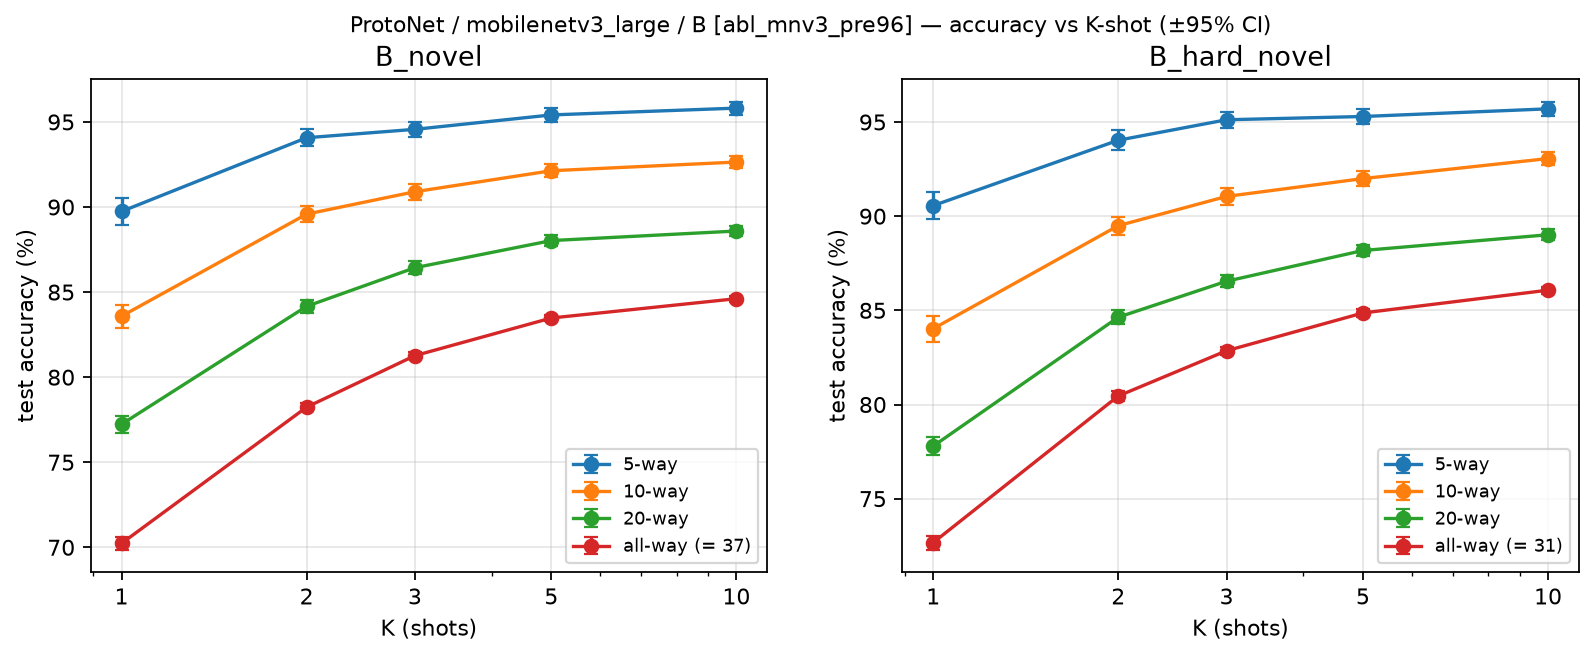 ProtoNet / mobilenetv3_large / B [abl_mnv3_pre96] — accuracy vs K-shot (±95% CI)
B_novel
test accuracy (%)
95
90
85
80
75
70
1
2
3
5
10
K (shots)
5-way
10-way
20-way
all-way (= 37)
B_hard_novel
test accuracy (%)
95
90
85
80
75
1
2
3
5
10
K (shots)
5-way
10-way
20-way
all-way (= 31)